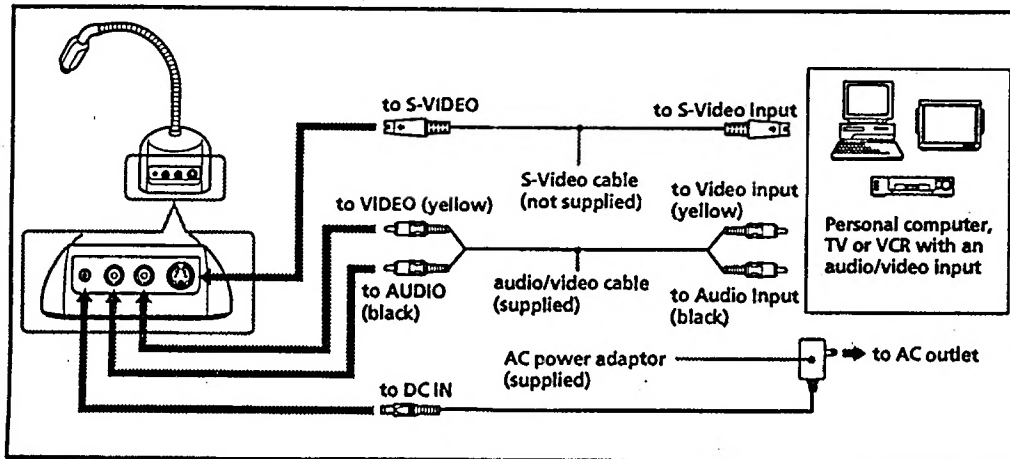 to S-VIDEO
to S-Video input
S-Video cable
(not supplied)
to VIDEO (yellow)
to Video input
(yellow)
to AUDIO
(black)
audio/video cable
(supplied)
to Audio Input
(black)
Personal computer,
TV or VCR with an
audio/video input
AC power adaptor
(supplied)
to AC outlet
to DC IN